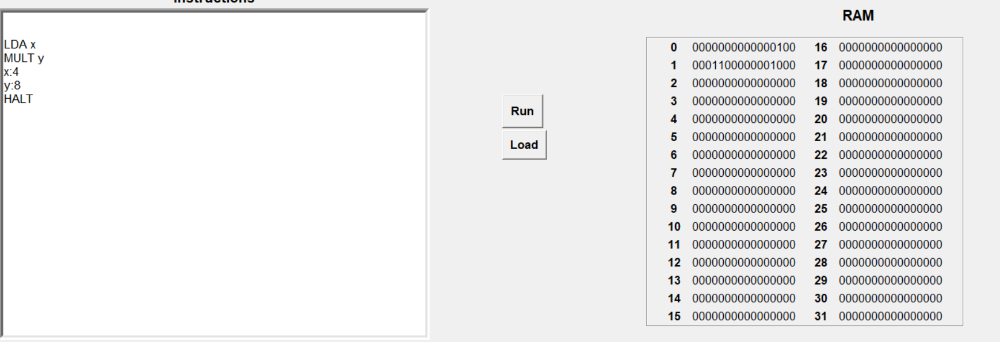 Instructions
LDA x
MULT y
x:4
y:8
HALT
Run
Load
RAM
0 0000000000000100 16 0000000000000000
1 0001100000001000 17 0000000000000000
2 0000000000000000 18 0000000000000000
3 0000000000000000 19 0000000000000000
4 0000000000000000 20 0000000000000000
5 0000000000000000 21 0000000000000000
6 0000000000000000 22 0000000000000000
7 0000000000000000 23 0000000000000000
8 0000000000000000 24 0000000000000000
9 0000000000000000 25 0000000000000000
10 0000000000000000 26 0000000000000000
11 0000000000000000 27 0000000000000000
12 0000000000000000 28 0000000000000000
13 0000000000000000 29 0000000000000000
14 0000000000000000 30 0000000000000000
15 0000000000000000 31 0000000000000000